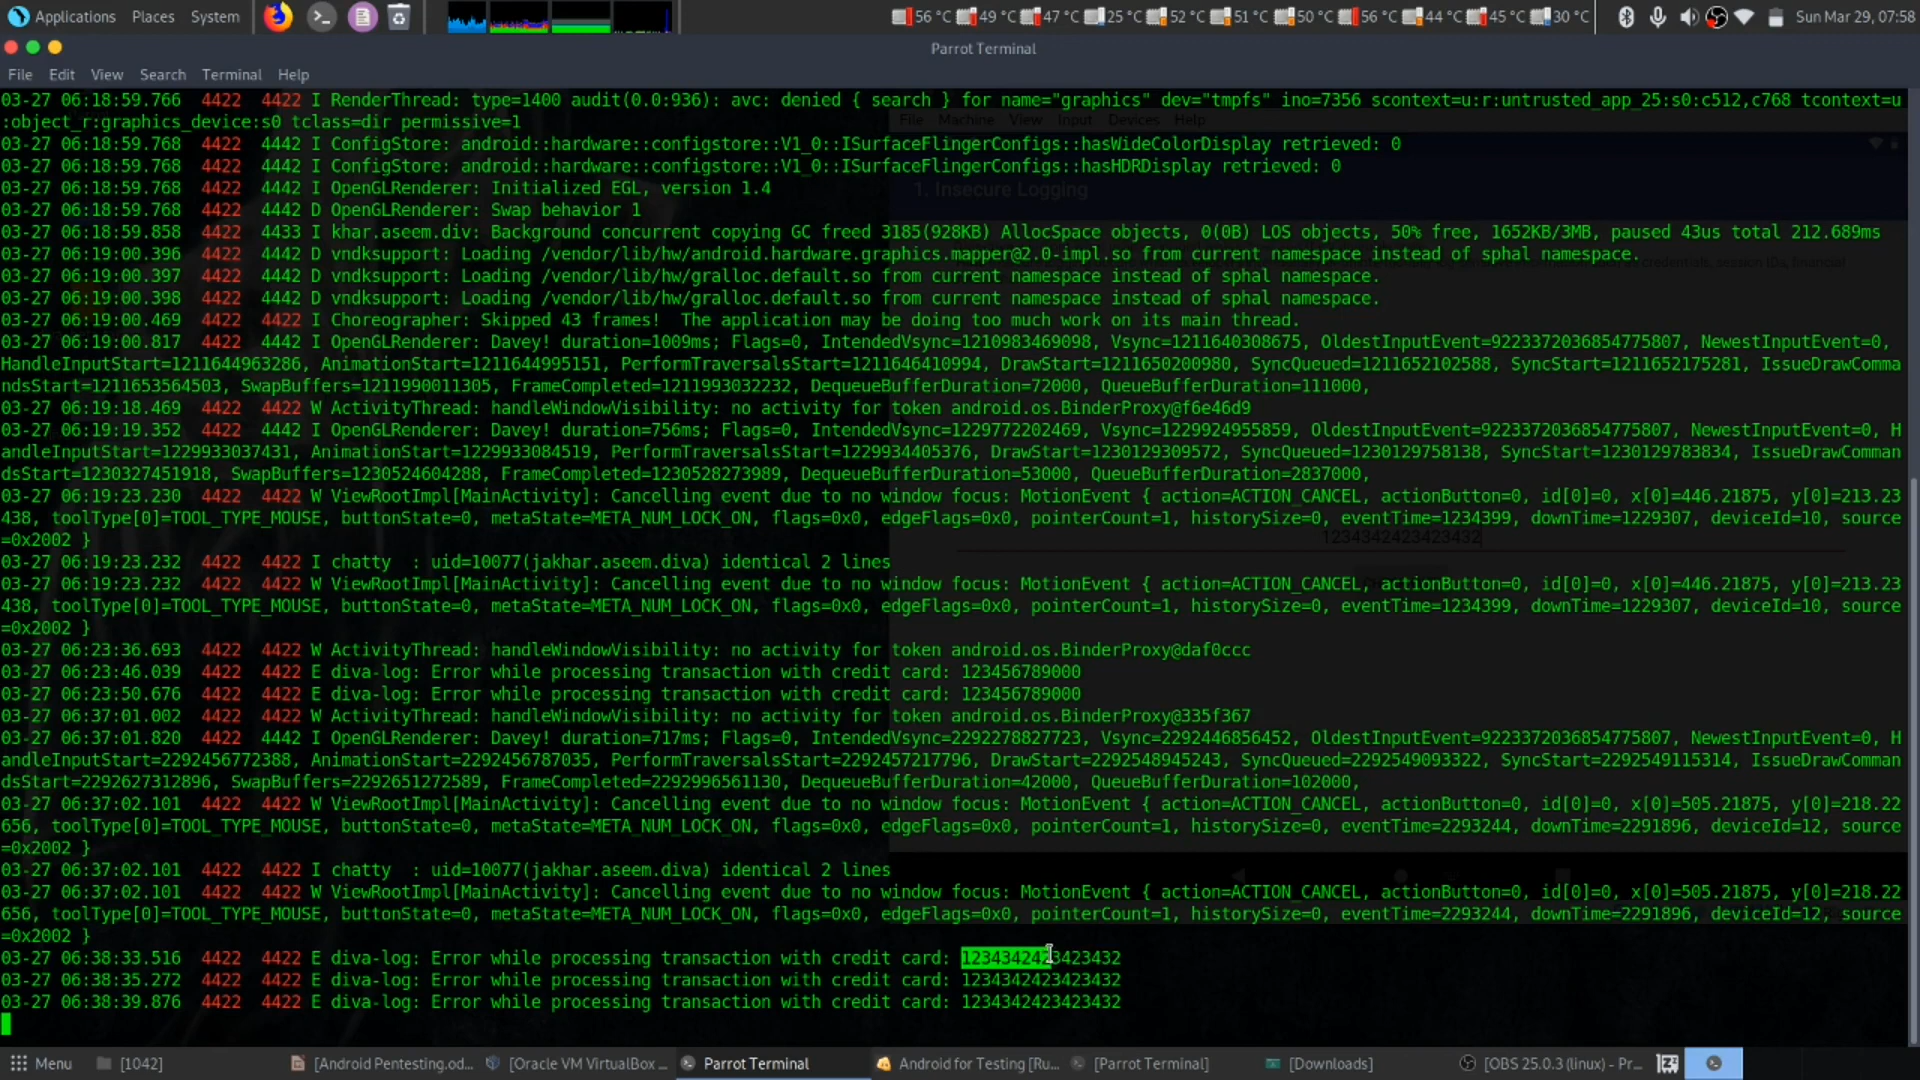 Applications Places System 56 °C 49 °C 47 °C 25 °C 52 °C 51 °C 50 °C 56 °C 44 °C 45 °C 30 °C Sun Mar 29, 07:58
Parrot Terminal
File Edit View Search Terminal Help
03-27 06:18:59.766 4422 4422 I RenderThread: type=1400 audit(0.0:936): avc: denied { search } for name="graphics" dev="tmpfs" ino=7356 scontext=u:r:untrusted_app_25:s0:c512,c768 tcontext=u
:object_r:graphics_device:s0 tclass=dir permissive=1
File Machine View Input Devices Help
03-27 06:18:59.768 4422 4442 I ConfigStore: android::hardware::configstore::V1_0::ISurfaceFlingerConfigs::hasWideColorDisplay retrieved: 0
03-27 06:18:59.768 4422 4442 I ConfigStore: android::hardware::configstore::V1_0::ISurfaceFlingerConfigs::hasHDRDisplay retrieved: 0
03-27 06:18:59.768 4422 4442 I OpenGLRenderer: Initialized EGL, version 1.4
1. Insecure Logging
03-27 06:18:59.768 4422 4442 D OpenGLRenderer: Swap behavior 1
03-27 06:18:59.858 4422 4433 I khar.aseem.div: Background concurrent copying GC freed 3185(928KB) AllocSpace objects, 0(0B) LOS objects, 50% free, 1652KB/3MB, paused 43us total 212.689ms
03-27 06:19:00.396 4422 4442 D vndksupport: Loading /vendor/lib/hw/android.hardware.graphics.mapper@2.0-impl.so from current namespace instead of sphal namespace.
03-27 06:19:00.397 4422 4442 D vndksupport: Loading /vendor/lib/hw/gralloc.default.so from current namespace instead of sphal namespace.
03-27 06:19:00.398 4422 4442 D vndksupport: Loading /vendor/lib/hw/gralloc.default.so from current namespace instead of sphal namespace.
03-27 06:19:00.469 4422 4422 I Choreographer: Skipped 43 frames!  The application may be doing too much work on its main thread.
03-27 06:19:00.817 4422 4442 I OpenGLRenderer: Davey! duration=1009ms; Flags=0, IntendedVsync=1210983469098, Vsync=1211640308675, OldestInputEvent=9223372036854775807, NewestInputEvent=0,
HandleInputStart=1211644963286, AnimationStart=1211644995151, PerformTraversalsStart=1211646410994, DrawStart=1211650200980, SyncQueued=1211652102588, SyncStart=1211652175281, IssueDrawComma
ndsStart=1211653564503, SwapBuffers=1211990011305, FrameCompleted=1211993032232, DequeueBufferDuration=72000, QueueBufferDuration=111000,
03-27 06:19:18.469 4422 4422 W ActivityThread: handleWindowVisibility: no activity for token android.os.BinderProxy@f6e46d9
03-27 06:19:19.352 4422 4442 I OpenGLRenderer: Davey! duration=756ms; Flags=0, IntendedVsync=1229772202469, Vsync=1229924955859, OldestInputEvent=9223372036854775807, NewestInputEvent=0, H
andleInputStart=1229933037431, AnimationStart=1229933084519, PerformTraversalsStart=1229934405376, DrawStart=1230129309572, SyncQueued=1230129758138, SyncStart=1230129783834, IssueDrawComman
dsStart=1230327451918, SwapBuffers=1230524604288, FrameCompleted=1230528273989, DequeueBufferDuration=53000, QueueBufferDuration=2837000,
03-27 06:19:23.230 4422 4422 W ViewRootImpl[MainActivity]: Cancelling event due to no window focus: MotionEvent { action=ACTION_CANCEL, actionButton=0, id[0]=0, x[0]=446.21875, y[0]=213.23
438, toolType[0]=TOOL_TYPE_MOUSE, buttonState=0, metaState=META_NUM_LOCK_ON, flags=0x0, edgeFlags=0x0, pointerCount=1, historySize=0, eventTime=1234399, downTime=1229307, deviceId=10, source
=0x2002 }
1234342423423432
03-27 06:19:23.232 4422 4422 I chatty  : uid=10077(jakhar.aseem.diva) identical 2 lines
03-27 06:19:23.232 4422 4422 W ViewRootImpl[MainActivity]: Cancelling event due to no window focus: MotionEvent { action=ACTION_CANCEL, actionButton=0, id[0]=0, x[0]=446.21875, y[0]=213.23
438, toolType[0]=TOOL_TYPE_MOUSE, buttonState=0, metaState=META_NUM_LOCK_ON, flags=0x0, edgeFlags=0x0, pointerCount=1, historySize=0, eventTime=1234399, downTime=1229307, deviceId=10, source
=0x2002 }
03-27 06:23:36.693 4422 4422 W ActivityThread: handleWindowVisibility: no activity for token android.os.BinderProxy@daf0ccc
03-27 06:23:46.039 4422 4422 E diva-log: Error while processing transaction with credit card: 123456789000
03-27 06:23:50.676 4422 4422 E diva-log: Error while processing transaction with credit card: 123456789000
03-27 06:37:01.002 4422 4422 W ActivityThread: handleWindowVisibility: no activity for token android.os.BinderProxy@335f367
03-27 06:37:01.820 4422 4442 I OpenGLRenderer: Davey! duration=717ms; Flags=0, IntendedVsync=2292278827723, Vsync=2292446856452, OldestInputEvent=9223372036854775807, NewestInputEvent=0, H
andleInputStart=2292456772388, AnimationStart=2292456787035, PerformTraversalsStart=2292457217796, DrawStart=2292548945243, SyncQueued=2292549093322, SyncStart=2292549115314, IssueDrawComman
dsStart=2292627312896, SwapBuffers=2292651272589, FrameCompleted=2292996561130, DequeueBufferDuration=42000, QueueBufferDuration=102000,
03-27 06:37:02.101 4422 4422 W ViewRootImpl[MainActivity]: Cancelling event due to no window focus: MotionEvent { action=ACTION_CANCEL, actionButton=0, id[0]=0, x[0]=505.21875, y[0]=218.22
656, toolType[0]=TOOL_TYPE_MOUSE, buttonState=0, metaState=META_NUM_LOCK_ON, flags=0x0, edgeFlags=0x0, pointerCount=1, historySize=0, eventTime=2293244, downTime=2291896, deviceId=12, source
=0x2002 }
03-27 06:37:02.101 4422 4422 I chatty  : uid=10077(jakhar.aseem.diva) identical 2 lines
03-27 06:37:02.101 4422 4422 W ViewRootImpl[MainActivity]: Cancelling event due to no window focus: MotionEvent { action=ACTION_CANCEL, actionButton=0, id[0]=0, x[0]=505.21875, y[0]=218.22
656, toolType[0]=TOOL_TYPE_MOUSE, buttonState=0, metaState=META_NUM_LOCK_ON, flags=0x0, edgeFlags=0x0, pointerCount=1, historySize=0, eventTime=2293244, downTime=2291896, deviceId=12, source
=0x2002 }
03-27 06:38:33.516 4422 4422 E diva-log: Error while processing transaction with credit card: 1234342423423432
03-27 06:38:35.272 4422 4422 E diva-log: Error while processing transaction with credit card: 1234342423423432
03-27 06:38:39.876 4422 4422 E diva-log: Error while processing transaction with credit card: 1234342423423432
Menu [1042] [Android Pentesting.od... [Oracle VM VirtualBox ... Parrot Terminal Android for Testing [Ru... [Parrot Terminal] [Downloads] [OBS 25.0.3 (linux) - Pr...